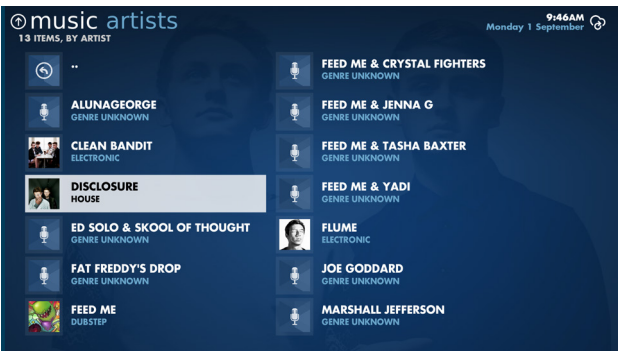 music artists
13 ITEMS, BY ARTIST
9:46AM
Monday 1 September
..
ALUNAGEORGE
GENRE UNKNOWN
CLEAN BANDIT
ELECTRONIC
DISCLOSURE
HOUSE
ED SOLO & SKOOL OF THOUGHT
GENRE UNKNOWN
FAT FREDDY'S DROP
GENRE UNKNOWN
FEED ME
DUBSTEP
FEED ME & CRYSTAL FIGHTERS
GENRE UNKNOWN
FEED ME & JENNA G
GENRE UNKNOWN
FEED ME & TASHA BAXTER
GENRE UNKNOWN
FEED ME & YADI
GENRE UNKNOWN
FLUME
ELECTRONIC
JOE GODDARD
GENRE UNKNOWN
MARSHALL JEFFERSON
GENRE UNKNOWN